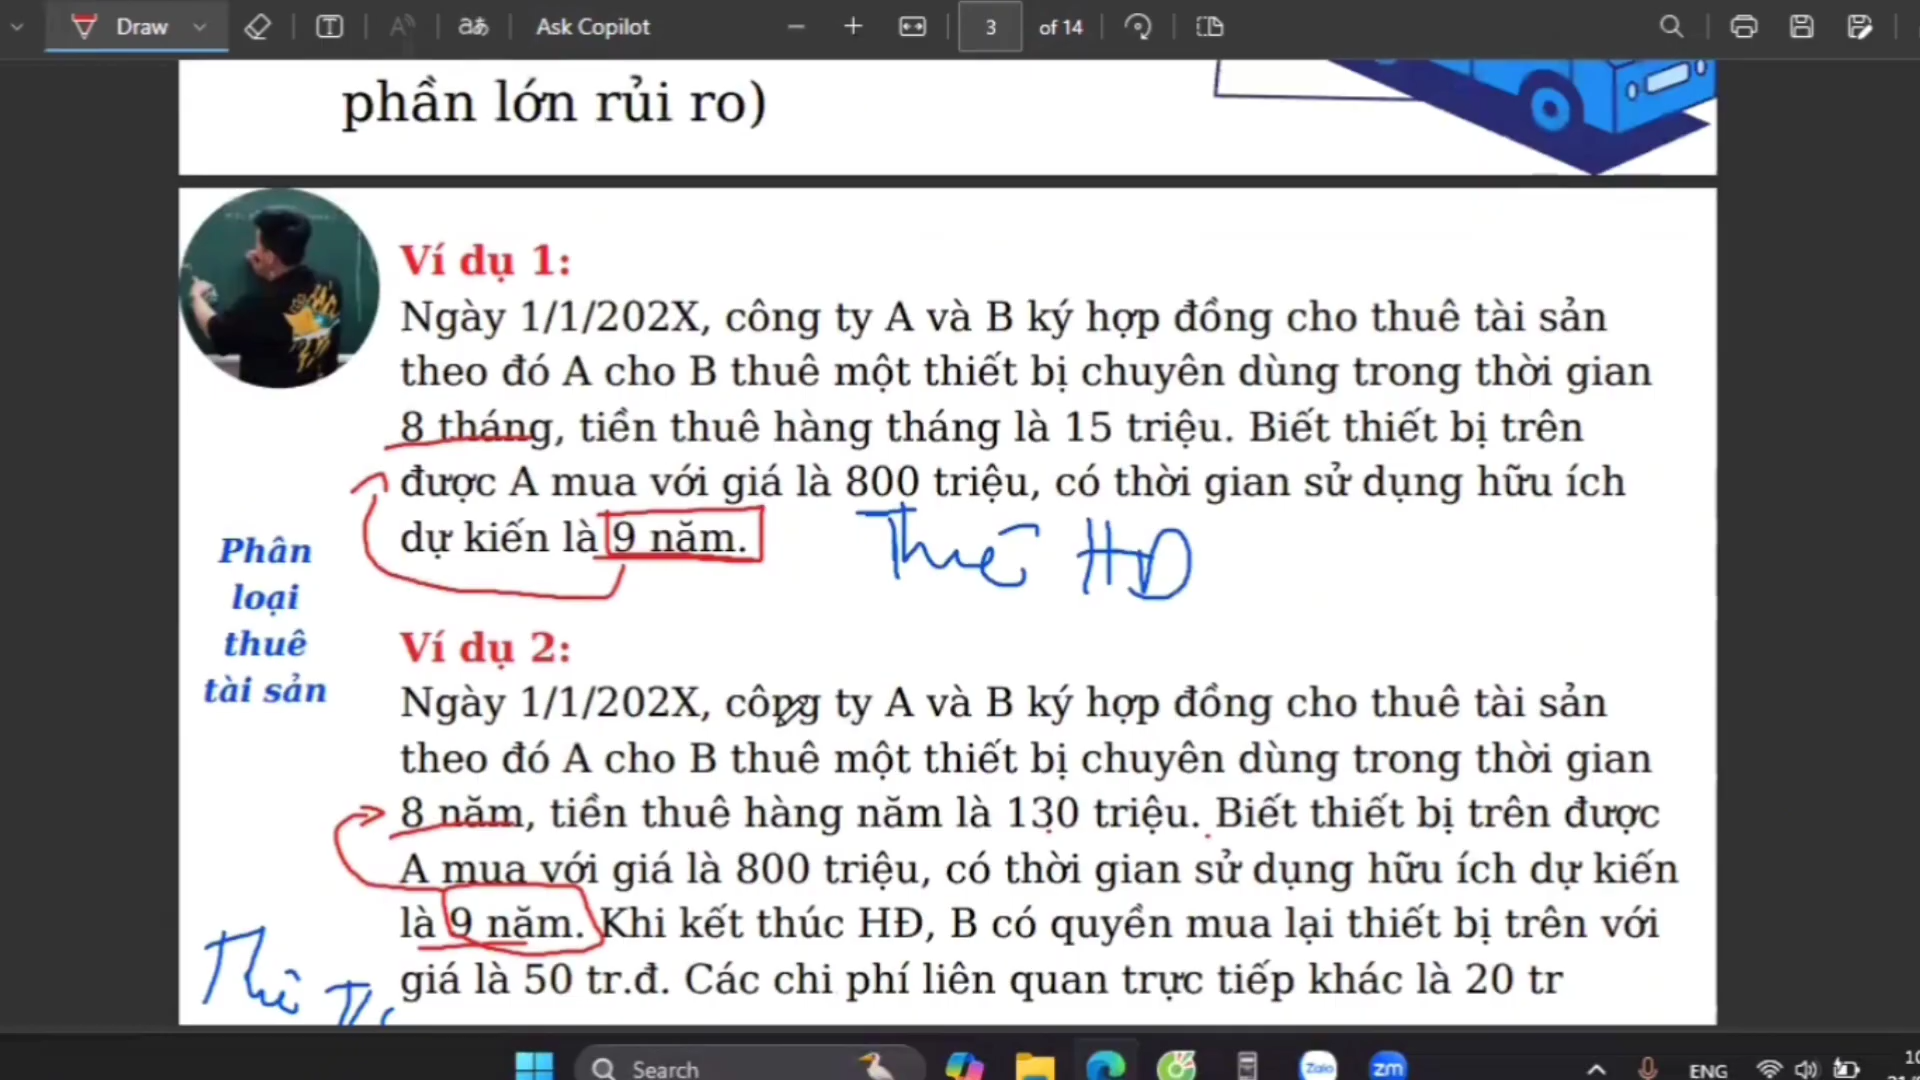 Draw
aあ
Ask Copilot
3 of 14
phần lớn rủi ro)
Ví dụ 1:
Ngày 1/1/202X, công ty A và B ký hợp đồng cho thuê tài sản
theo đó A cho B thuê một thiết bị chuyên dùng trong thời gian
8 tháng, tiền thuê hàng tháng là 15 triệu. Biết thiết bị trên
được A mua với giá là 800 triệu, có thời gian sử dụng hữu ích
dự kiến là 9 năm.
Thuê HĐ
Phân
loại
thuê
tài sản
Ví dụ 2:
Ngày 1/1/202X, công ty A và B ký hợp đồng cho thuê tài sản
theo đó A cho B thuê một thiết bị chuyên dùng trong thời gian
8 năm, tiền thuê hàng năm là 130 triệu. Biết thiết bị trên được
A mua với giá là 800 triệu, có thời gian sử dụng hữu ích dự kiến
là 9 năm. Khi kết thúc HĐ, B có quyền mua lại thiết bị trên với
giá là 50 tr.đ. Các chi phí liên quan trực tiếp khác là 20 tr
Search
Zalo
zm
ENG